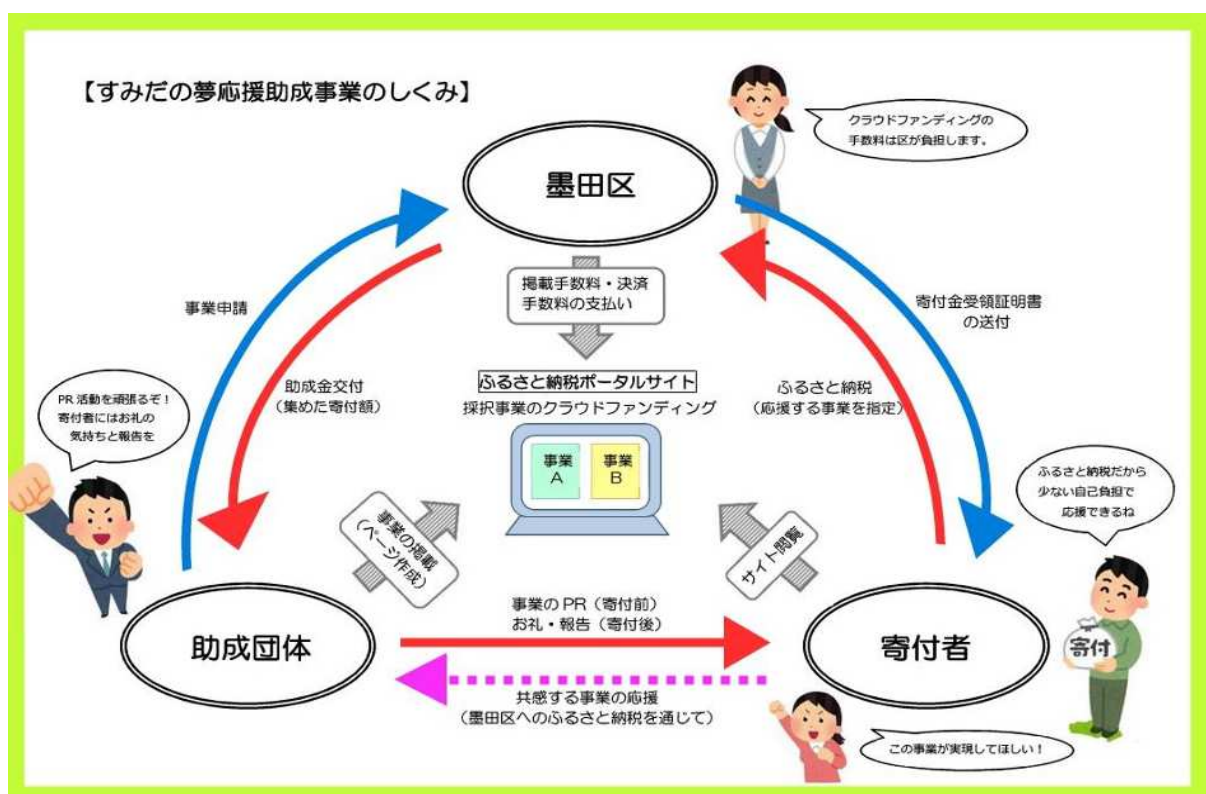 【すみだの夢応援助成事業のしくみ】
クラウドファンディングの
手数料は区が負担します。
墨田区
掲載手数料・決済
手数料の支払い
事業申請
寄付金受領証明書
の送付
助成金交付
（集めた寄付額）
ふるさと納税ポータルサイト
採択事業のクラウドファンディング
ふるさと納税
（応援する事業を指定）
PR活動を頑張るぞ！
寄付者にはお礼の
気持ちと報告を
事業
A
事業
B
ふるさと納税だから
少ない自己負担で
応援できるね
事業の掲載
（ページ作成）
サイト閲覧
事業のPR（寄付前）
お礼・報告（寄付後）
助成団体
寄付者
寄付
共感する事業の応援
（墨田区へのふるさと納税を通じて）
この事業が実現してほしい！